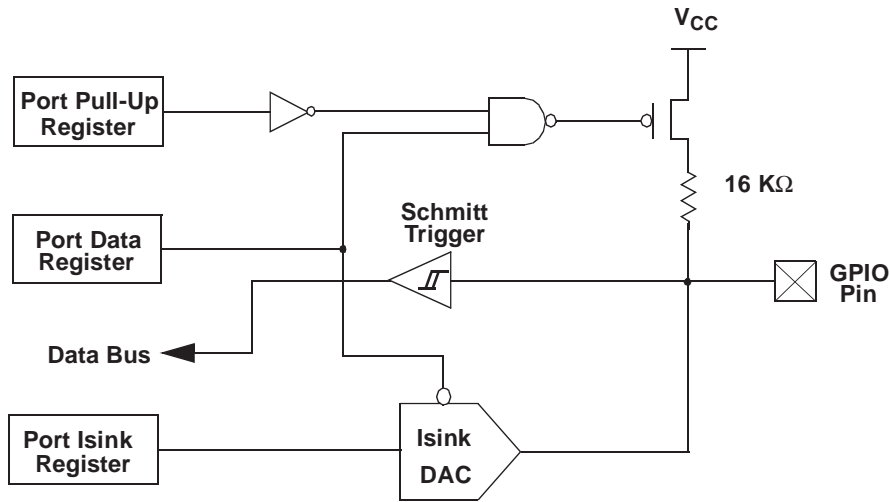 VCC
Port Pull-Up
Register
16 KΩ
Schmitt
Trigger
Port Data
Register
GPIO
Pin
Data Bus
Port Isink
Register
Isink
DAC